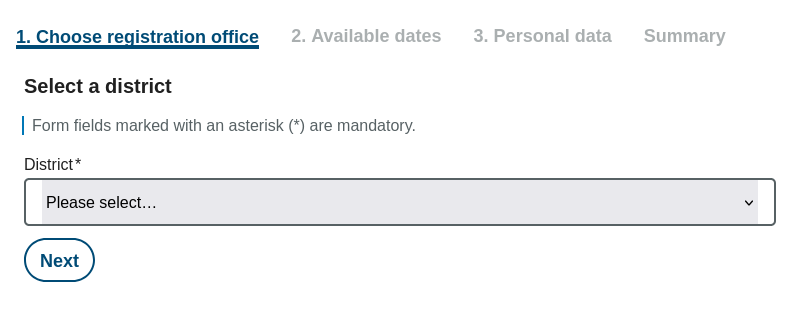 1. Choose registration office 2. Available dates 3. Personal data Summary
Select a district
Form fields marked with an asterisk (*) are mandatory.
District*
Please select…
Next